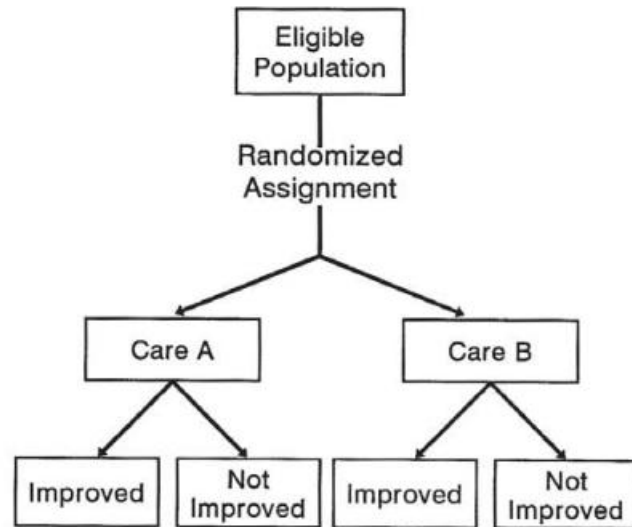 Eligible
Population
Randomized
Assignment
Care A
Care B
Improved
Not
Improved
Improved
Not
Improved